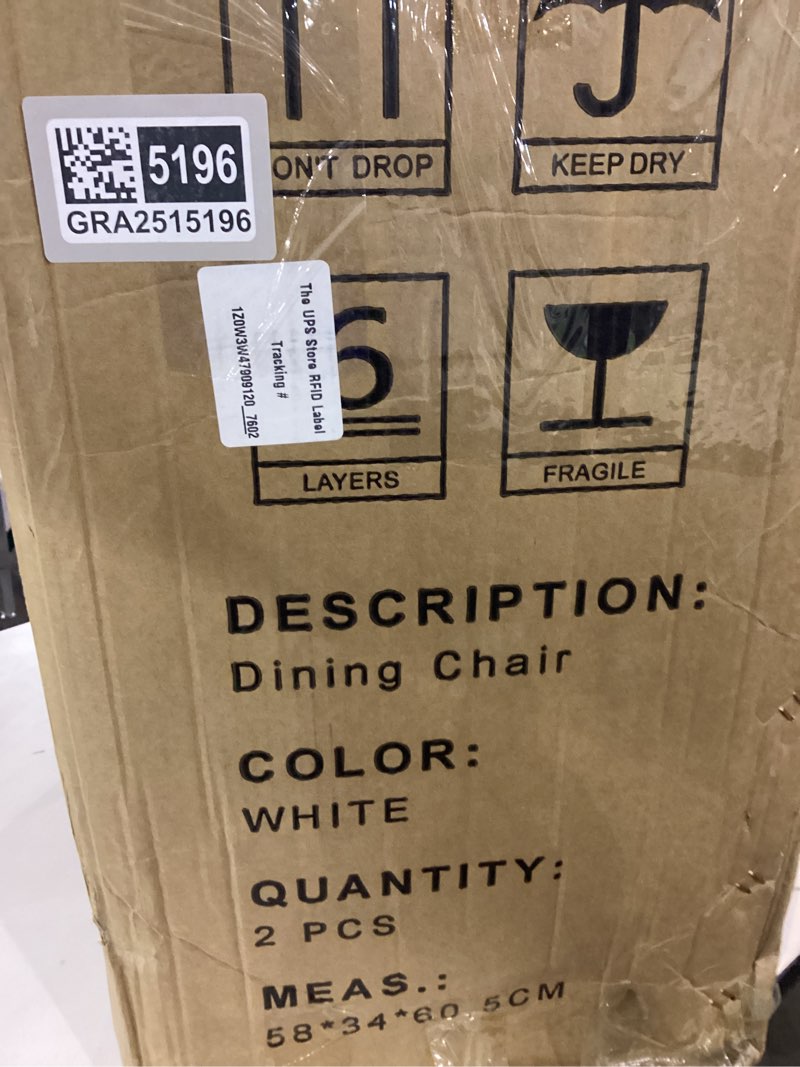 5196
GRA2515196
ON'T DROP
KEEP DRY
The UPS Store RFID Label
Tracking #
1Z0W3W47909120_7602
6
LAYERS
FRAGILE
DESCRIPTION:
Dining Chair
COLOR:
WHITE
QUANTITY:
2 PCS
MEAS.:
58*34*60.5CM